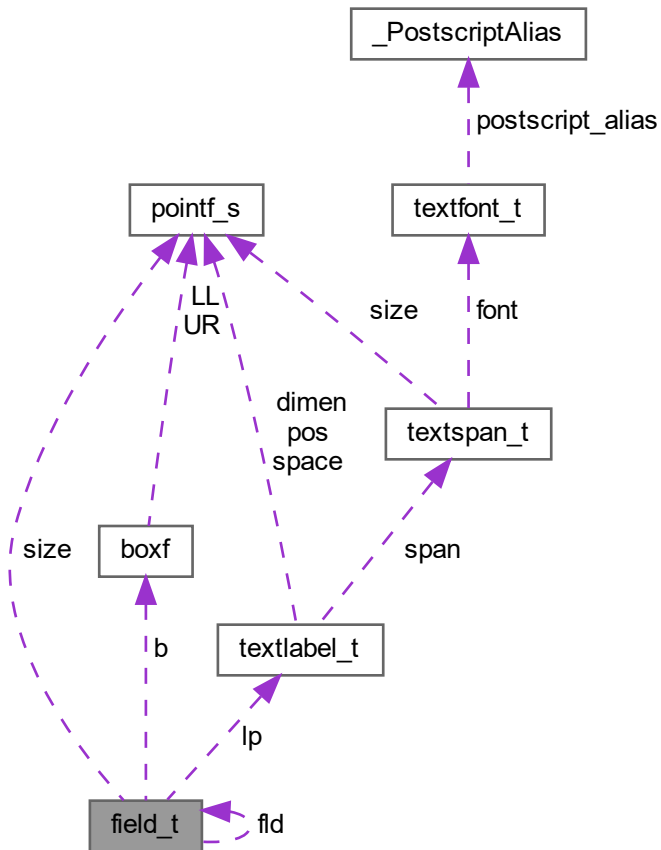 _PostscriptAlias
postscript_alias
pointf_s
textfont_t
LL
UR
size
font
dimen
pos
space
textspan_t
size
boxf
span
b
textlabel_t
lp
field_t
fld